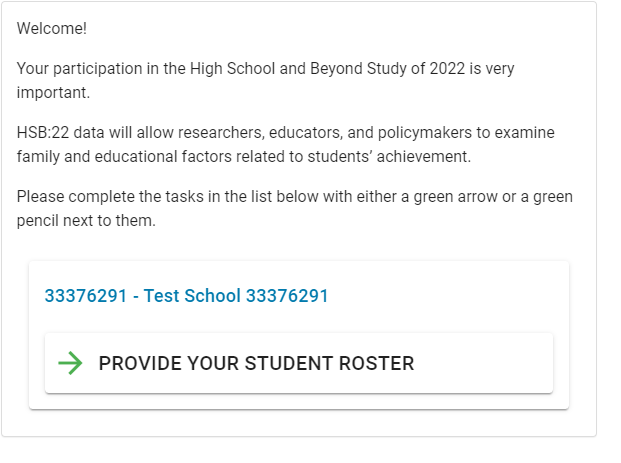 Welcome!
Your participation in the High School and Beyond Study of 2022 is very
important.
HSB:22 data will allow researchers, educators, and policymakers to examine
family and educational factors related to students’ achievement.
Please complete the tasks in the list below with either a green arrow or a green
pencil next to them.
33376291 - Test School 33376291
PROVIDE YOUR STUDENT ROSTER